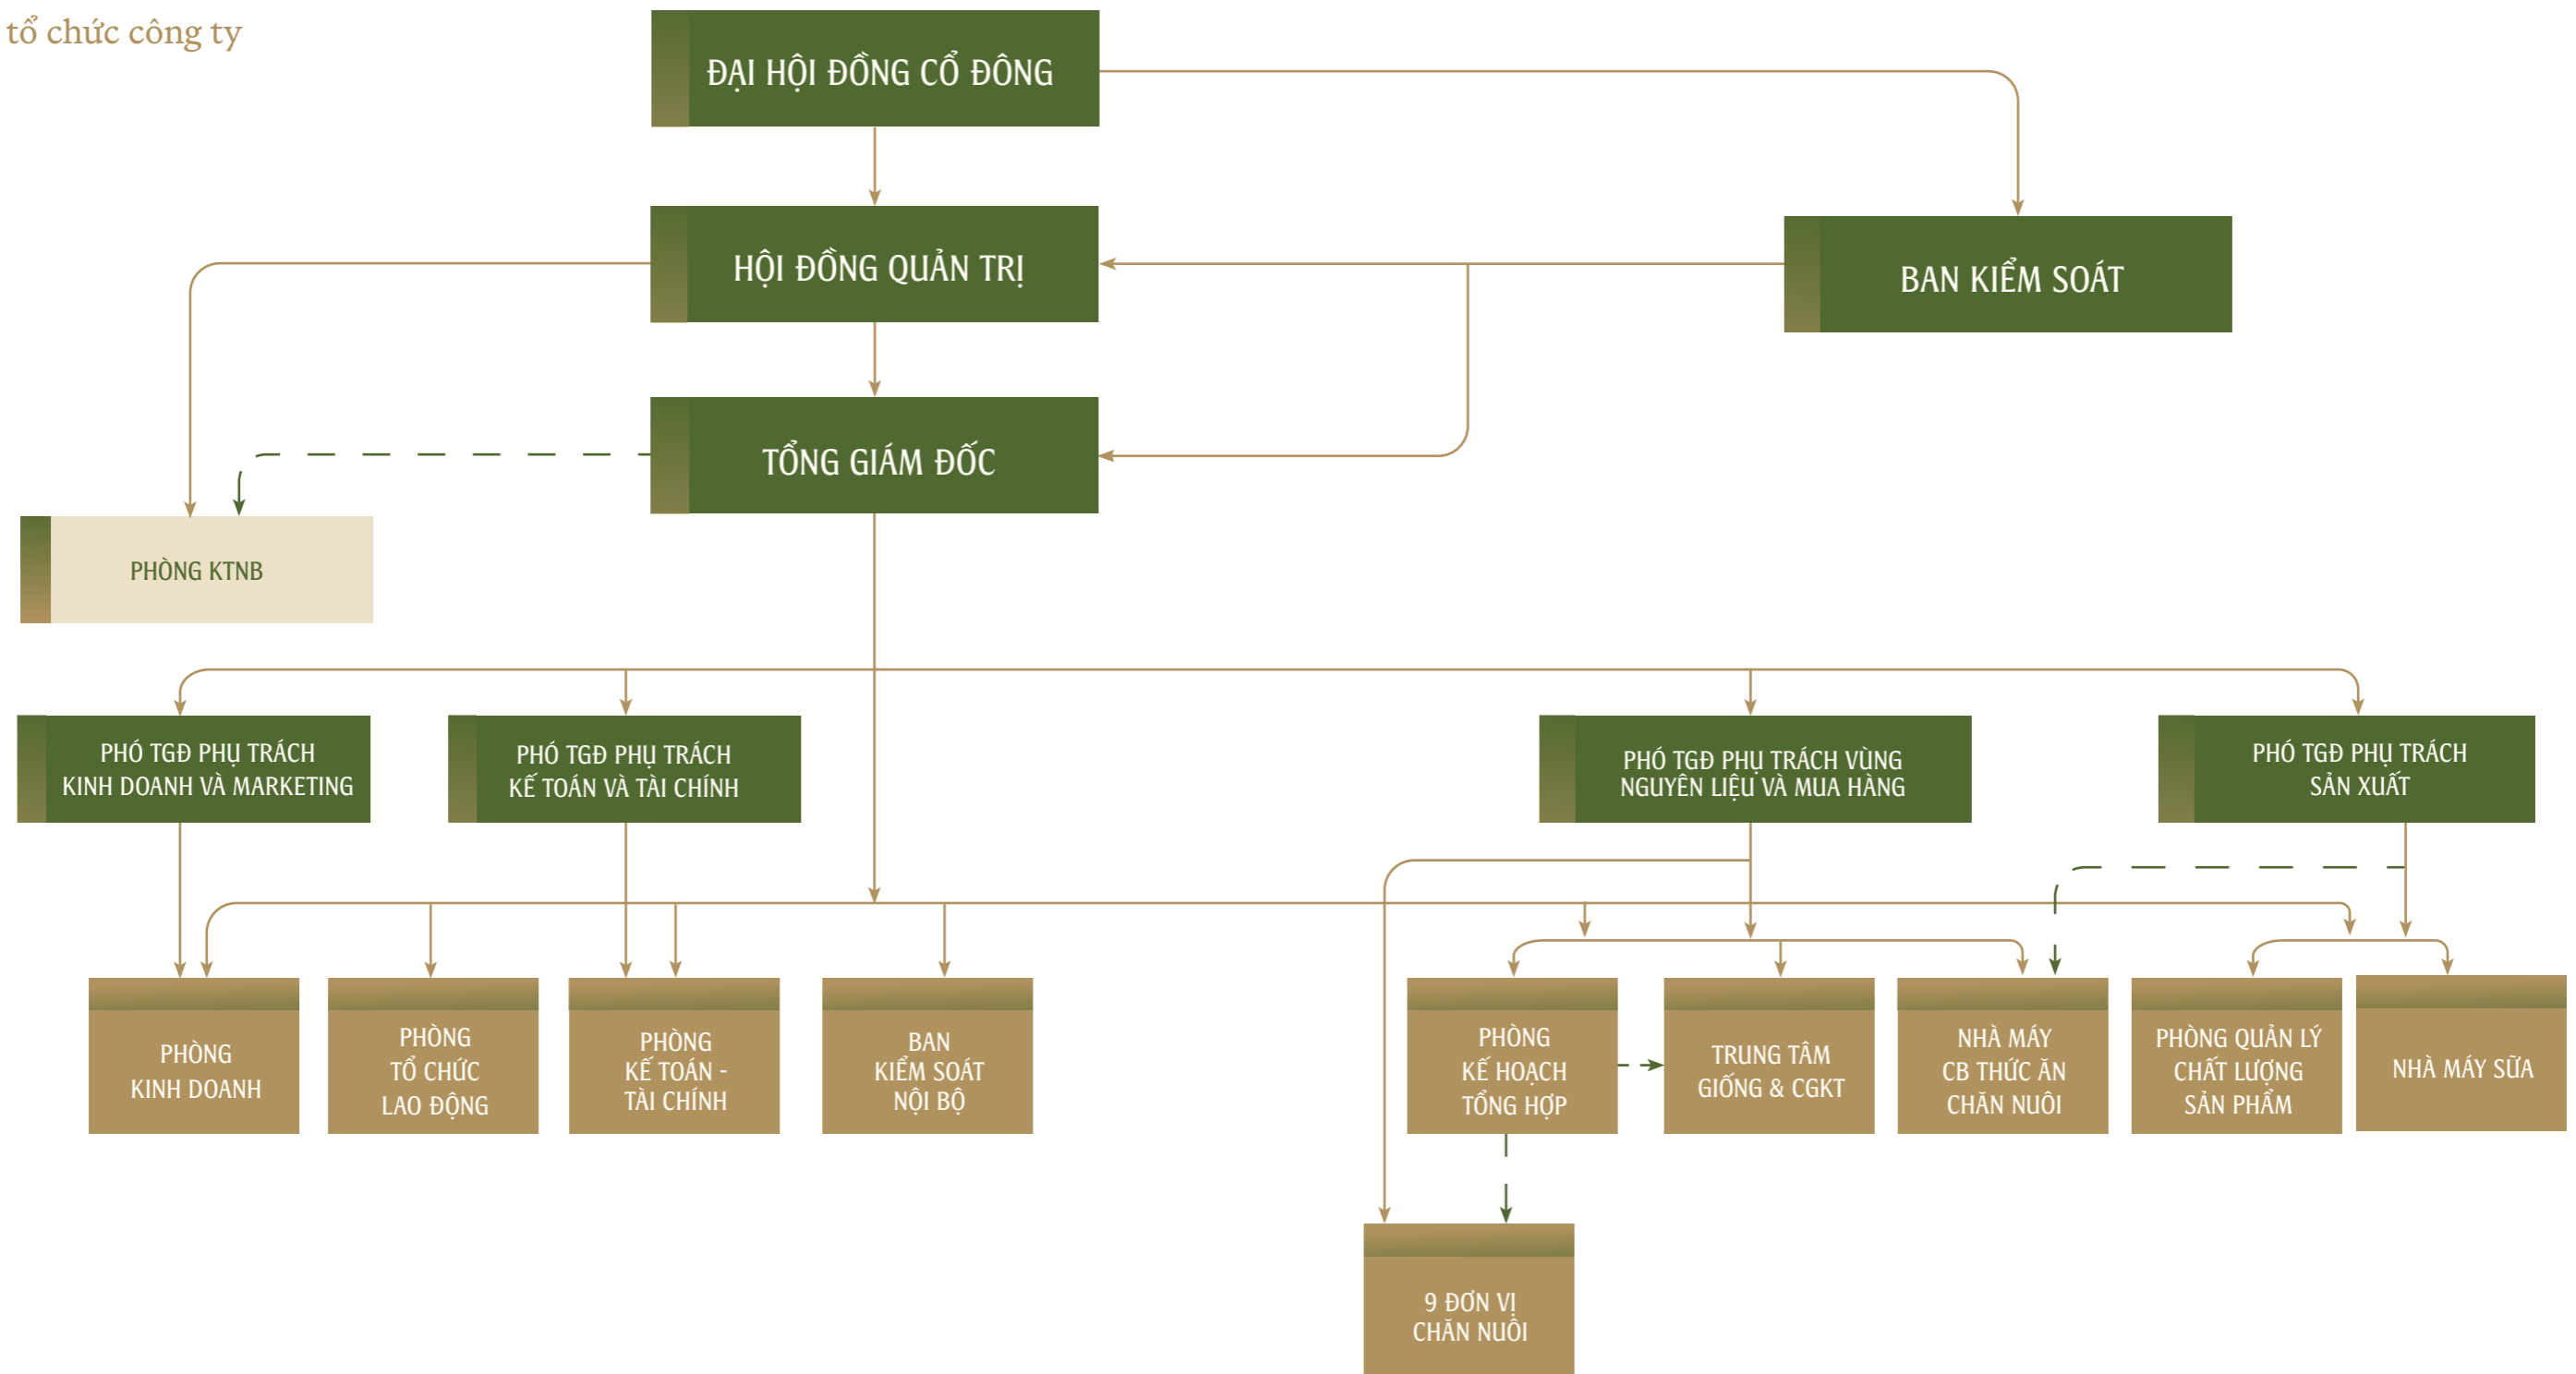 tổ chức công ty
ĐẠI HỘI ĐỒNG CỔ ĐÔNG
HỘI ĐỒNG QUẢN TRỊ
BAN KIỂM SOÁT
TỔNG GIÁM ĐỐC
PHÒNG KTNB
PHÓ TGĐ PHỤ TRÁCH
KINH DOANH VÀ MARKETING
PHÓ TGĐ PHỤ TRÁCH
KẾ TOÁN VÀ TÀI CHÍNH
PHÓ TGĐ PHỤ TRÁCH VÙNG
NGUYÊN LIỆU VÀ MUA HÀNG
PHÓ TGĐ PHỤ TRÁCH
SẢN XUẤT
PHÒNG
KINH DOANH
PHÒNG
TỔ CHỨC
LAO ĐỘNG
PHÒNG
KẾ TOÁN -
TÀI CHÍNH
BAN
KIỂM SOÁT
NỘI BỘ
PHÒNG
KẾ HOẠCH
TỔNG HỢP
TRUNG TÂM
GIỐNG & CGKT
NHÀ MÁY
CB THỨC ĂN
CHĂN NUÔI
PHÒNG QUẢN LÝ
CHẤT LƯỢNG
SẢN PHẨM
NHÀ MÁY SỮA
9 ĐƠN VỊ
CHĂN NUÔI